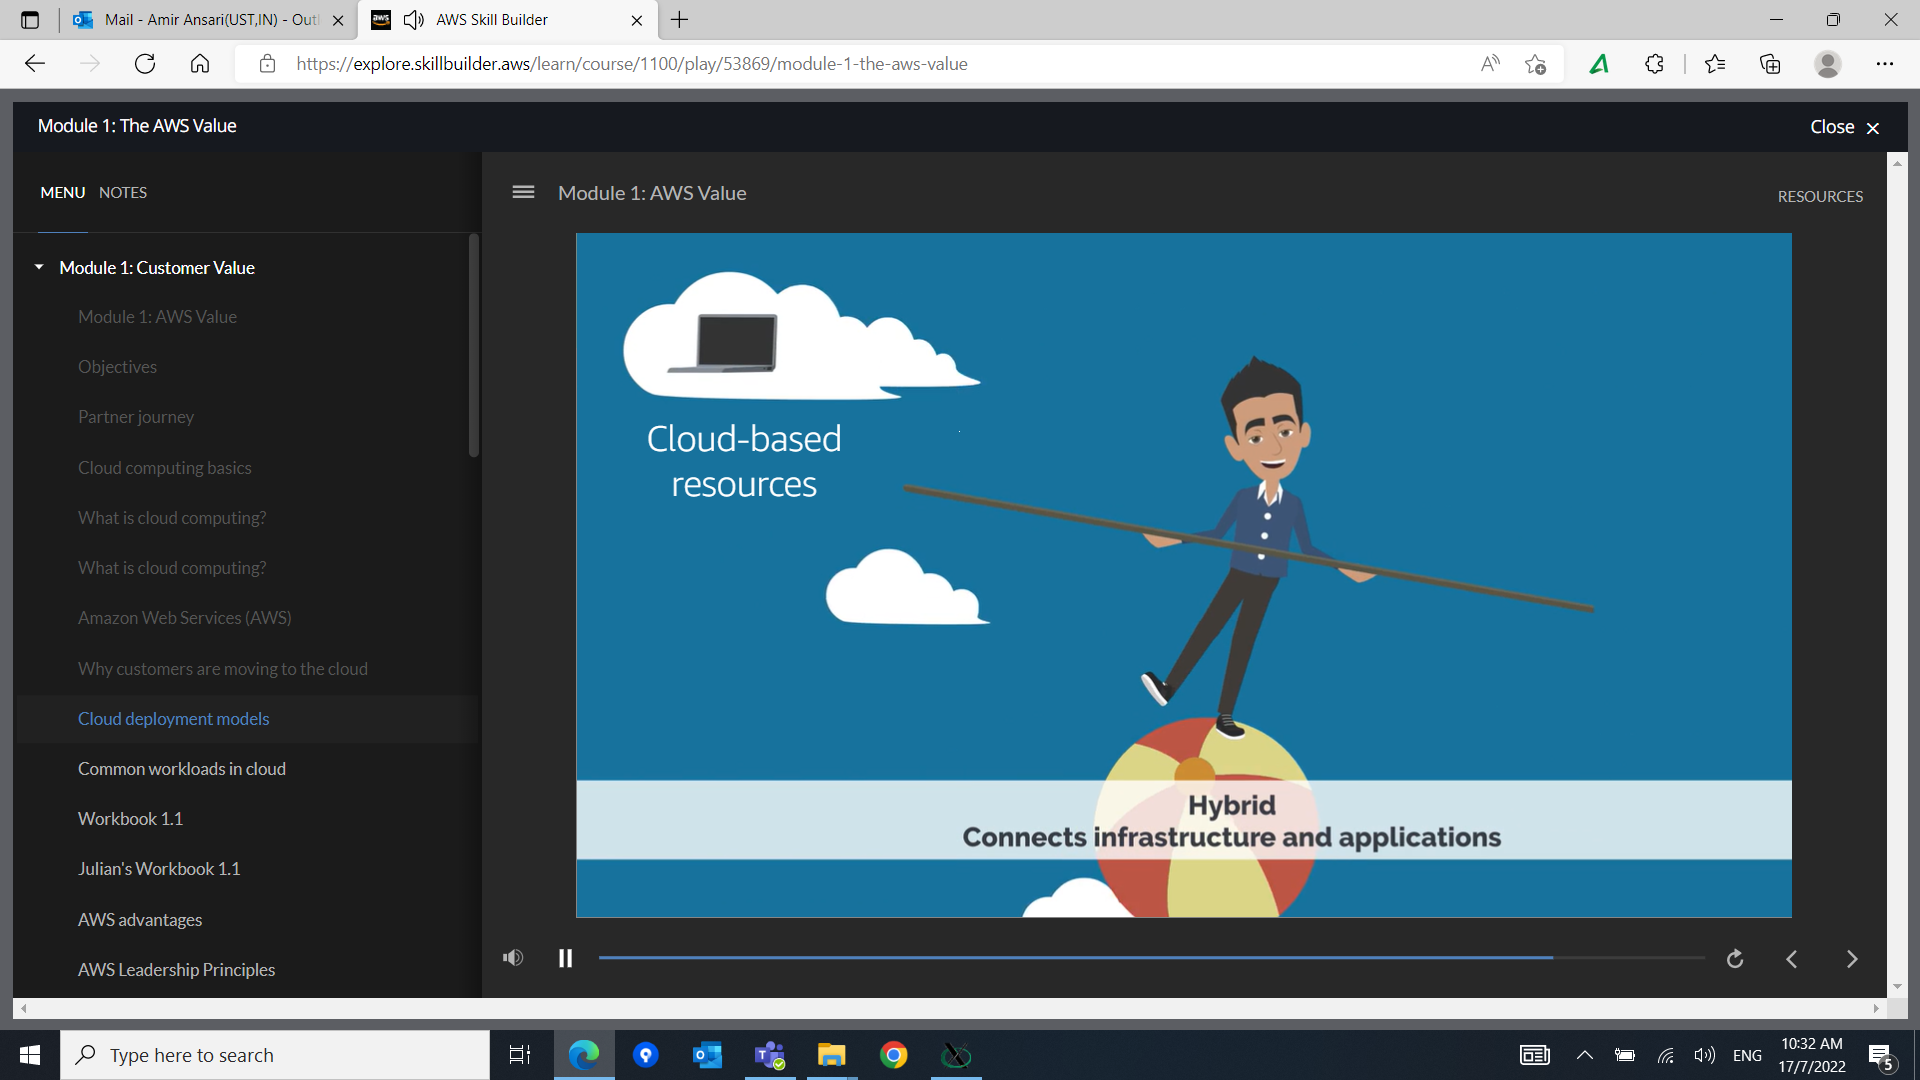 Mail - Amir Ansari(UST,IN) - Out
aws
AWS Skill Builder
https://explore.skillbuilder.aws/learn/course/1100/play/53869/module-1-the-aws-value
Module 1: The AWS Value
Close
MENU NOTES
Module 1: AWS Value
RESOURCES
Module 1: Customer Value
Module 1: AWS Value
Objectives
Partner journey
Cloud computing basics
What is cloud computing?
What is cloud computing?
Amazon Web Services (AWS)
Why customers are moving to the cloud
Cloud deployment models
Common workloads in cloud
Workbook 1.1
Julian's Workbook 1.1
AWS advantages
AWS Leadership Principles
Cloud-based
resources
Hybrid
Connects infrastructure and applications
Type here to search
ENG
10:32 AM
17/7/2022
5